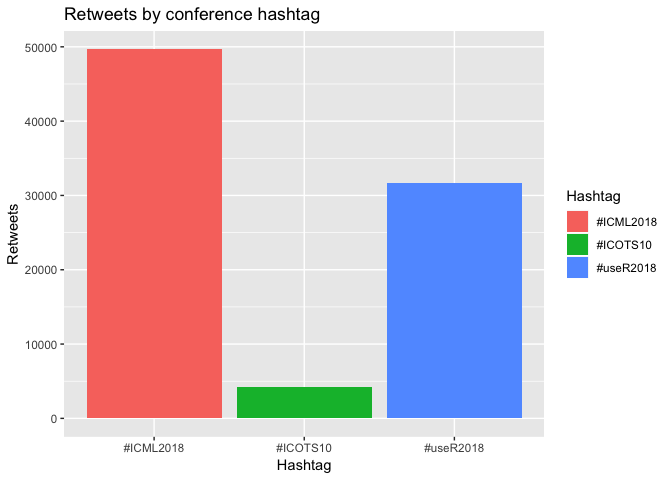 Retweets by conference hashtag
50000
40000
30000
20000
10000
0
Retweets
#ICML2018
#ICOTS10
#useR2018
Hashtag
Hashtag
#ICML2018
#ICOTS10
#useR2018